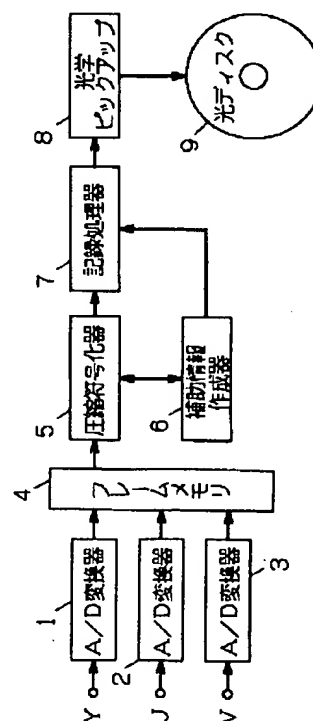 Y
U
V
1
A/D変換器
2
A/D変換器
3
A/D変換器
4
フレームメモリ
5
圧縮符号化器
6
補助情報
作成器
7
記録処理器
8
光学
ピックアップ
9
光ディスク